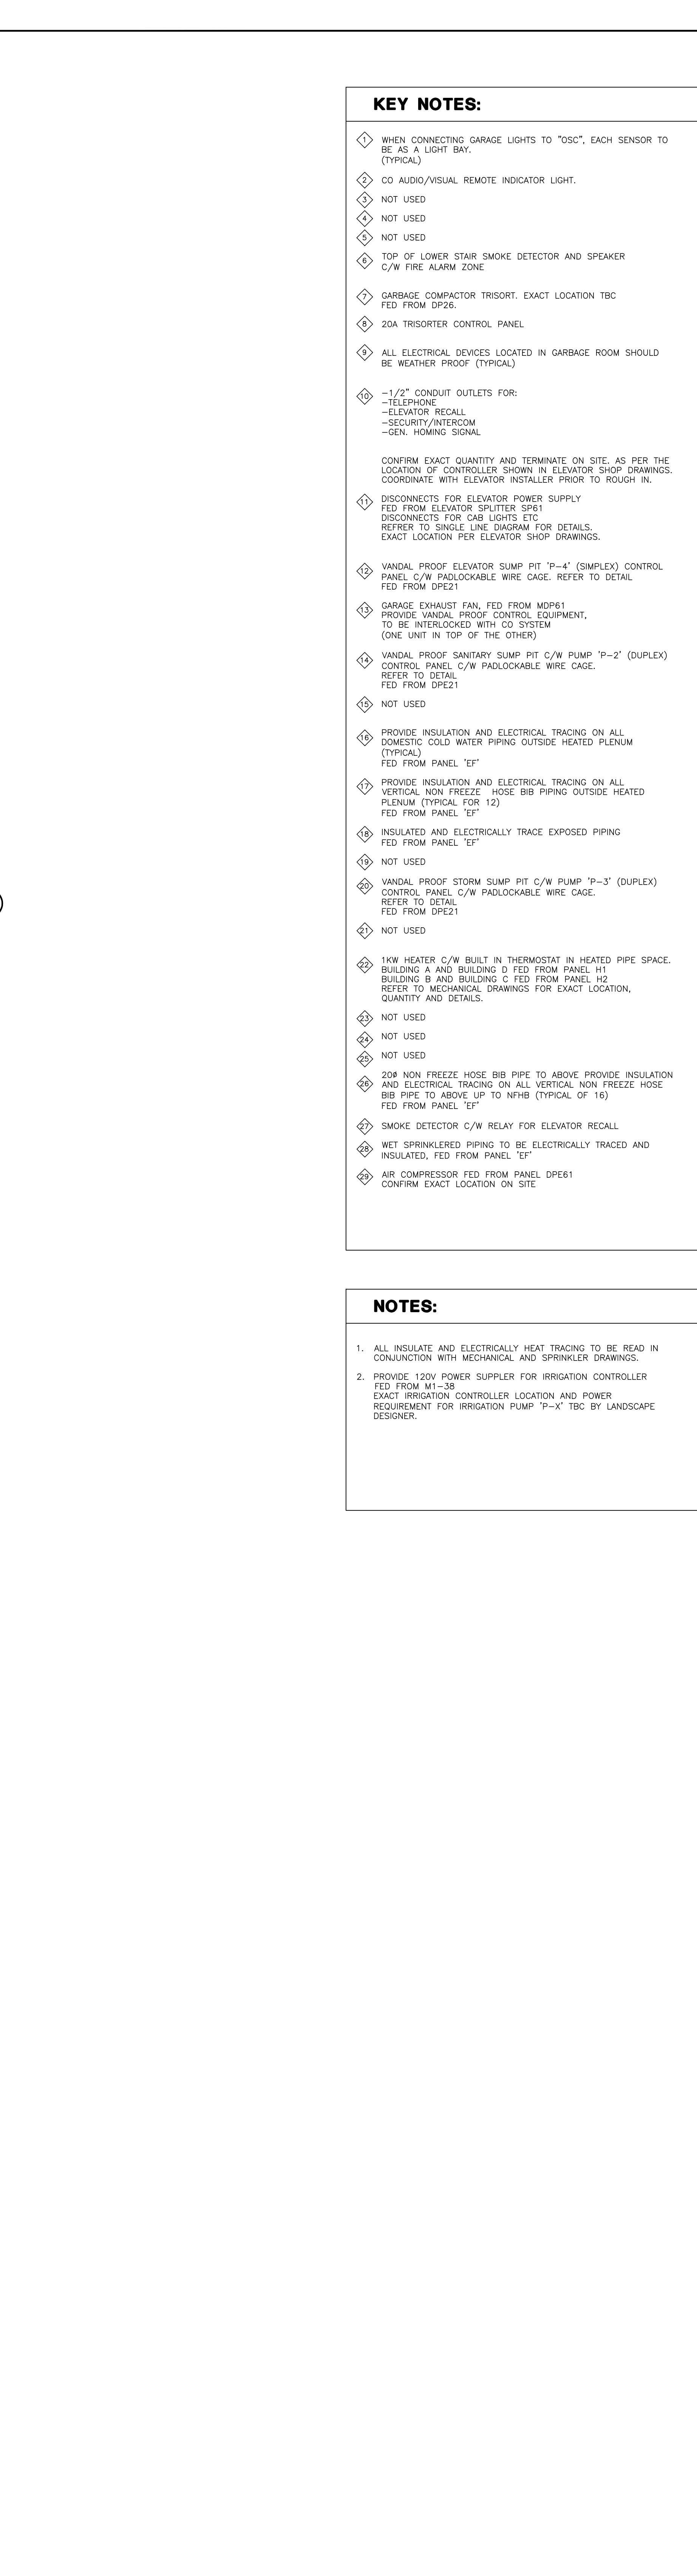 KEY NOTES:
1 WHEN CONNECTING GARAGE LIGHTS TO "OSC", EACH SENSOR TO
BE AS A LIGHT BAY.
(TYPICAL)
2 CO AUDIO/VISUAL REMOTE INDICATOR LIGHT.
3 NOT USED
4 NOT USED
5 NOT USED
6 TOP OF LOWER STAIR SMOKE DETECTOR AND SPEAKER
C/W FIRE ALARM ZONE
7 GARBAGE COMPACTOR TRISORT. EXACT LOCATION TBC
FED FROM DP26.
8 20A TRISORTER CONTROL PANEL
9 ALL ELECTRICAL DEVICES LOCATED IN GARBAGE ROOM SHOULD
BE WEATHER PROOF (TYPICAL)
10 -1/2" CONDUIT OUTLETS FOR:
-TELEPHONE
-ELEVATOR RECALL
-SECURITY/INTERCOM
-GEN. HOMING SIGNAL
CONFIRM EXACT QUANTITY AND TERMINATE ON SITE. AS PER THE
LOCATION OF CONTROLLER SHOWN IN ELEVATOR SHOP DRAWINGS.
COORDINATE WITH ELEVATOR INSTALLER PRIOR TO ROUGH IN.
11 DISCONNECTS FOR ELEVATOR POWER SUPPLY
FED FROM ELEVATOR SPLITTER SP61
DISCONNECTS FOR CAB LIGHTS ETC
REFRER TO SINGLE LINE DIAGRAM FOR DETAILS.
EXACT LOCATION PER ELEVATOR SHOP DRAWINGS.
12 VANDAL PROOF ELEVATOR SUMP PIT 'P-4' (SIMPLEX) CONTROL
PANEL C/W PADLOCKABLE WIRE CAGE. REFER TO DETAIL
FED FROM DPE21
13 GARAGE EXHAUST FAN, FED FROM MDP61
PROVIDE VANDAL PROOF CONTROL EQUIPMENT,
TO BE INTERLOCKED WITH CO SYSTEM
(ONE UNIT IN TOP OF THE OTHER)
14 VANDAL PROOF SANITARY SUMP PIT C/W PUMP 'P-2' (DUPLEX)
CONTROL PANEL C/W PADLOCKABLE WIRE CAGE.
REFER TO DETAIL
FED FROM DPE21
15 NOT USED
16 PROVIDE INSULATION AND ELECTRICAL TRACING ON ALL
DOMESTIC COLD WATER PIPING OUTSIDE HEATED PLENUM
(TYPICAL)
FED FROM PANEL 'EF'
17 PROVIDE INSULATION AND ELECTRICAL TRACING ON ALL
VERTICAL NON FREEZE HOSE BIB PIPING OUTSIDE HEATED
PLENUM (TYPICAL FOR 12)
FED FROM PANEL 'EF'
18 INSULATED AND ELECTRICALLY TRACE EXPOSED PIPING
FED FROM PANEL 'EF'
19 NOT USED
20 VANDAL PROOF STORM SUMP PIT C/W PUMP 'P-3' (DUPLEX)
CONTROL PANEL C/W PADLOCKABLE WIRE CAGE.
REFER TO DETAIL
FED FROM DPE21
21 NOT USED
22 1KW HEATER C/W BUILT IN THERMOSTAT IN HEATED PIPE SPACE.
BUILDING A AND BUILDING D FED FROM PANEL H1
BUILDING B AND BUILDING C FED FROM PANEL H2
REFER TO MECHANICAL DRAWINGS FOR EXACT LOCATION,
QUANTITY AND DETAILS.
23 NOT USED
24 NOT USED
25 NOT USED
26 20Ø NON FREEZE HOSE BIB PIPE TO ABOVE PROVIDE INSULATION
AND ELECTRICAL TRACING ON ALL VERTICAL NON FREEZE HOSE
BIB PIPE TO ABOVE UP TO NFHB (TYPICAL OF 16)
FED FROM PANEL 'EF'
27 SMOKE DETECTOR C/W RELAY FOR ELEVATOR RECALL
28 WET SPRINKLERED PIPING TO BE ELECTRICALLY TRACED AND
INSULATED, FED FROM PANEL 'EF'
29 AIR COMPRESSOR FED FROM PANEL DPE61
CONFIRM EXACT LOCATION ON SITE
NOTES:
1. ALL INSULATE AND ELECTRICALLY HEAT TRACING TO BE READ IN
CONJUNCTION WITH MECHANICAL AND SPRINKLER DRAWINGS.
2. PROVIDE 120V POWER SUPPLER FOR IRRIGATION CONTROLLER
FED FROM M1-38
EXACT IRRIGATION CONTROLLER LOCATION AND POWER
REQUIREMENT FOR IRRIGATION PUMP 'P-X' TBC BY LANDSCAPE
DESIGNER.